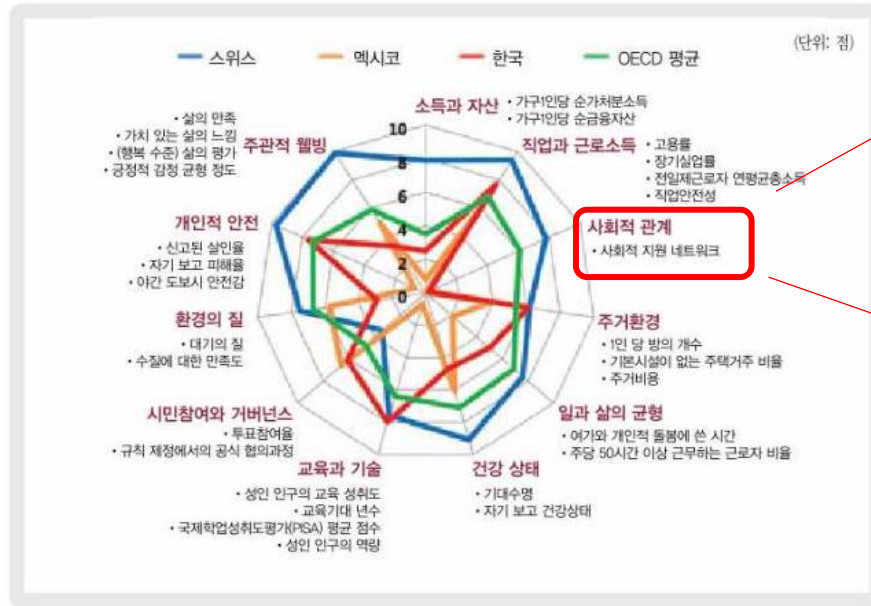 (단위: 점)
스위스 멕시코 한국 OECD 평균
소득과 자산
• 가구1인당 순가처분소득
• 가구1인당 순금융자산
직업과 근로소득
• 고용률
• 장기실업률
• 전일제근로자 연평균총소득
• 직업안전성
사회적 관계
• 사회적 지원 네트워크
주거환경
• 1인 당 방의 개수
• 기본시설이 없는 주택거주 비율
• 주거비용
일과 삶의 균형
• 여가와 개인적 돌봄에 쓴 시간
• 주당 50시간 이상 근무하는 근로자 비율
건강 상태
• 기대수명
• 자기 보고 건강상태
교육과 기술
• 성인 인구의 교육 성취도
• 교육기대 년수
• 국제학업성취도평가(PISA) 평균 점수
• 성인 인구의 역량
시민참여와 거버넌스
• 투표참여율
• 규칙 제정에서의 공식 협의과정
환경의 질
• 대기의 질
• 수질에 대한 만족도
개인적 안전
• 신고된 살인율
• 자기 보고 피해율
• 야간 도보시 안전감
주관적 웰빙
• 삶의 만족
• 가치 있는 삶의 느낌
• (행복 수준) 삶의 평가
• 긍정적 감정 균형 정도
10
8
6
4
2
0